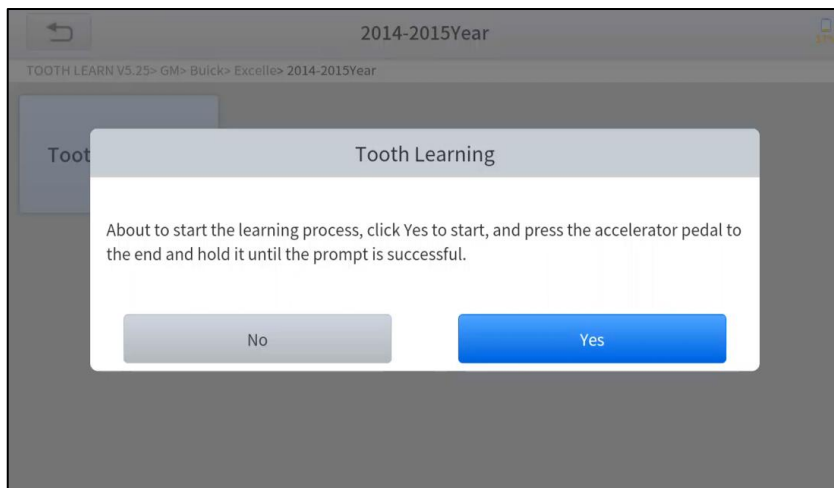 2014-2015Year
TOOTH LEARN V5.25> GM> Buick> Excelle> 2014-2015Year
Toot
Tooth Learning
About to start the learning process, click Yes to start, and press the accelerator pedal to
the end and hold it until the prompt is successful.
No
Yes